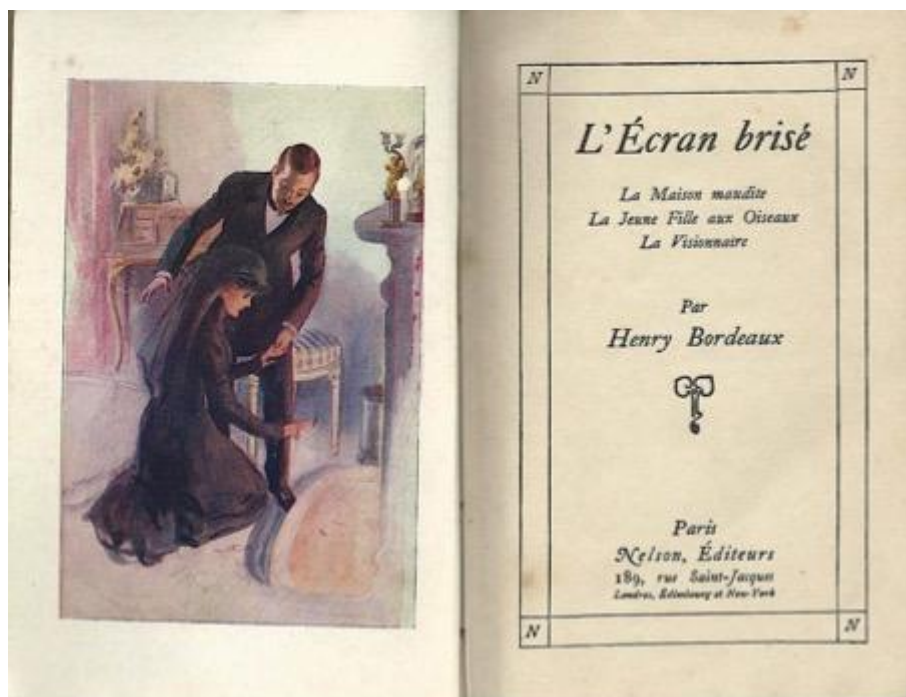 N
N
L'Écran brisé
La Maison maudite
La Jeune Fille aux Oiseaux
La Visionnaire
Par
Henry Bordeaux
Paris
Nelson, Éditeurs
189, rue Saint-Jacques
Londres, Édimbourg et New-York
N
N